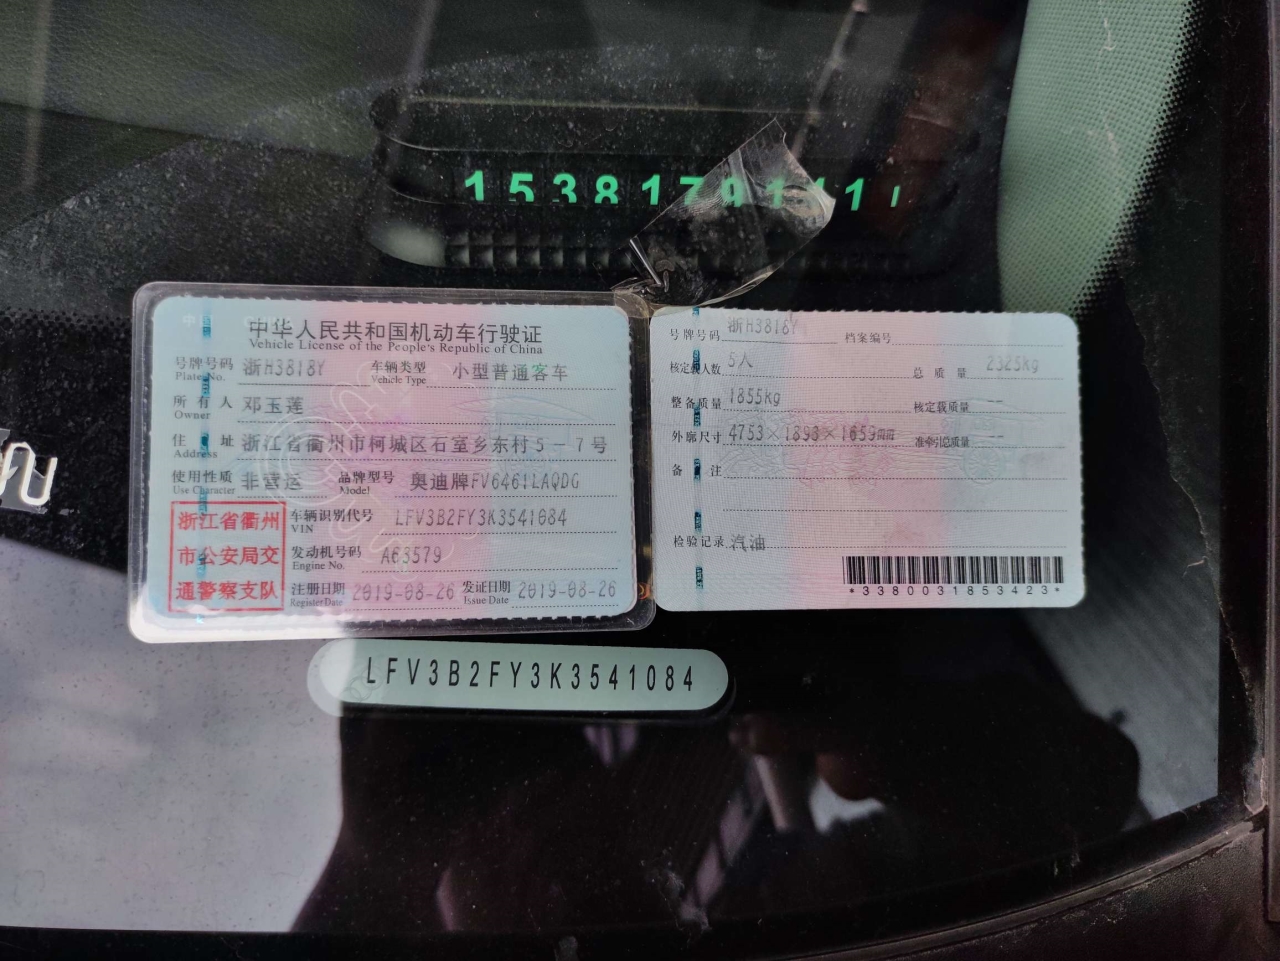 中华人民共和国机动车行驶证
Vehicle License of the People's Republic of China
号牌号码 浙H3818Y 车辆类型 小型普通客车
Plate No. Vehicle Type
所有人 邓玉莲
Owner
住址 浙江省衢州市柯城区石室乡东村5-7号
Address
使用性质 非营运 品牌型号 奥迪牌FV6461LAQDG
Use Character Model
浙江省衢州
市公安局交
通警察支队
车辆识别代号 LFV3B2FY3K3541084
VIN
发动机号码 A63579
Engine No.
注册日期 2019-08-26 发证日期 2019-08-26
Register Date Issue Date
号牌号码 浙H3818Y 档案编号
核定载人数 5人 总质量 2325kg
整备质量 1855kg 核定载质量 --
外廓尺寸 4753×1893×1659mm 准牵引总质量 --
备注
检验记录 汽油
*3380031853423*
LFV3B2FY3K3541084